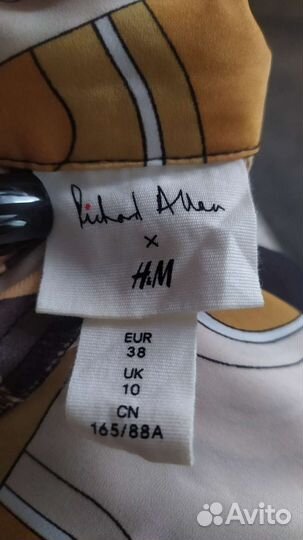 Richard Allan
×
H&M
EUR
38
UK
10
CN
165/88A
Avito